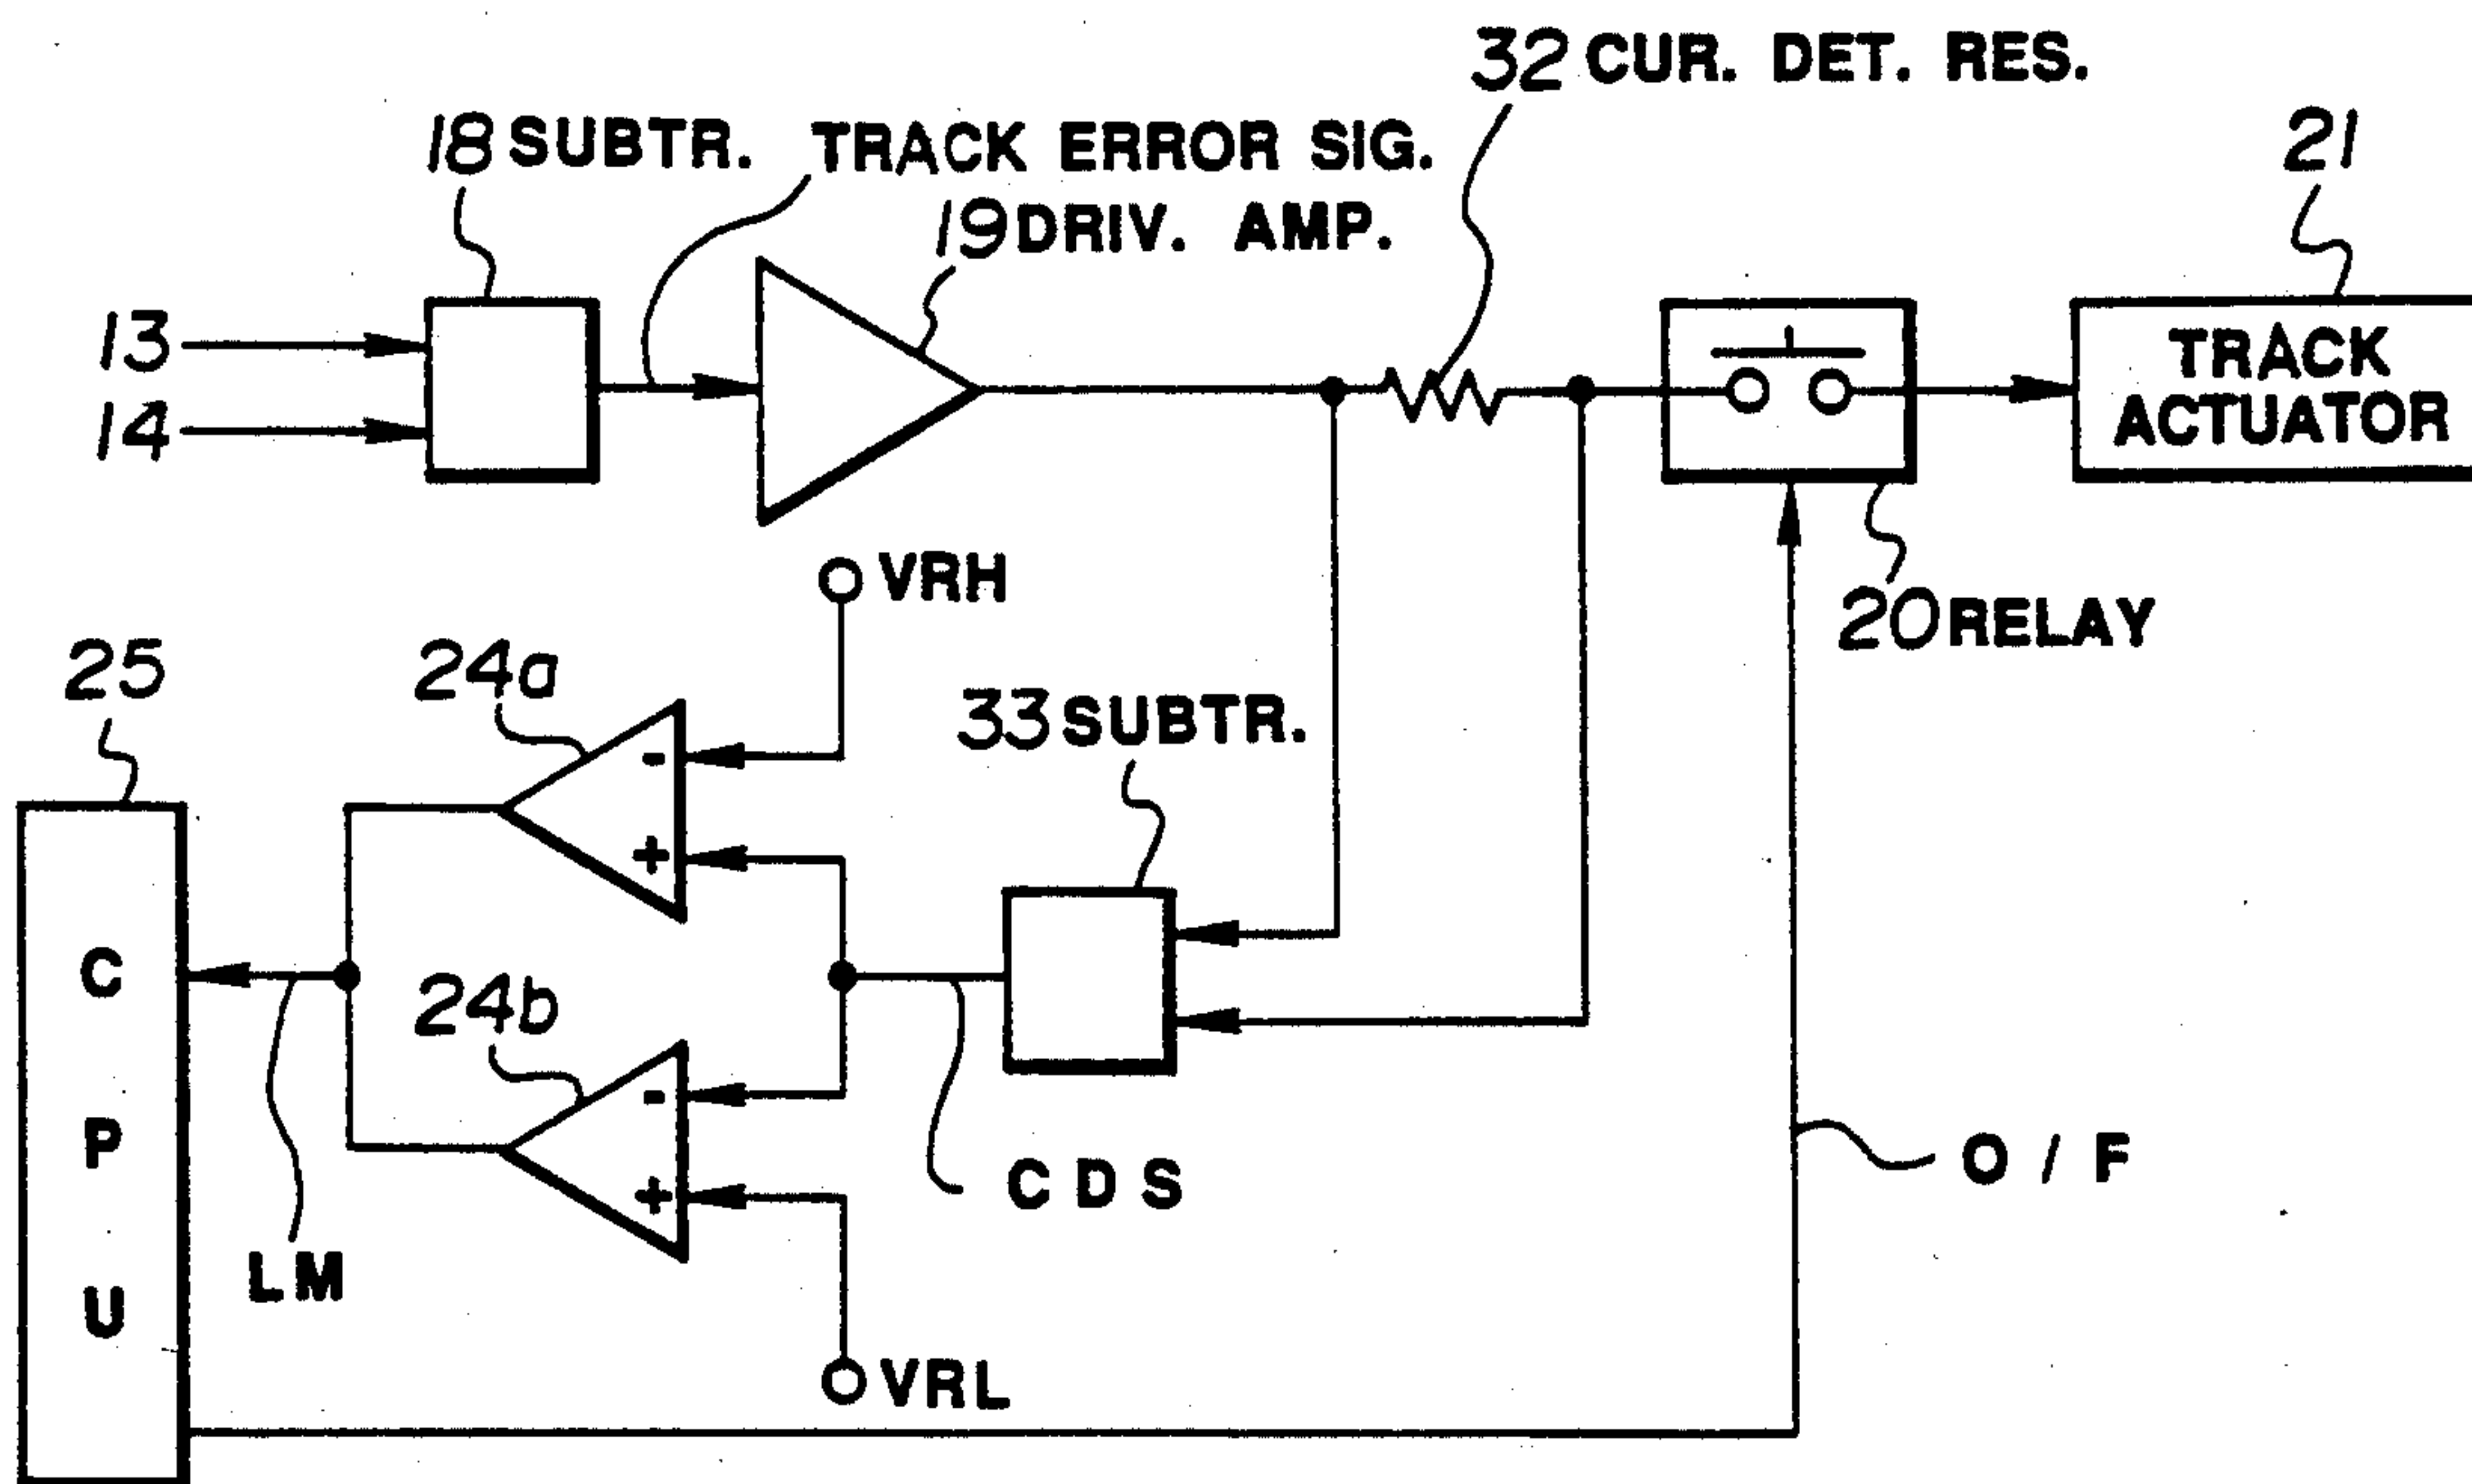 32 CUR. DET. RES.
18 SUBTR.
TRACK ERROR SIG.
21
19 DRIV. AMP.
13
14
TRACK
ACTUATOR
VRH
20 RELAY
25
24a
33 SUBTR.
-
+
C
P
U
24b
-
+
CDS
O/F
LM
VRL